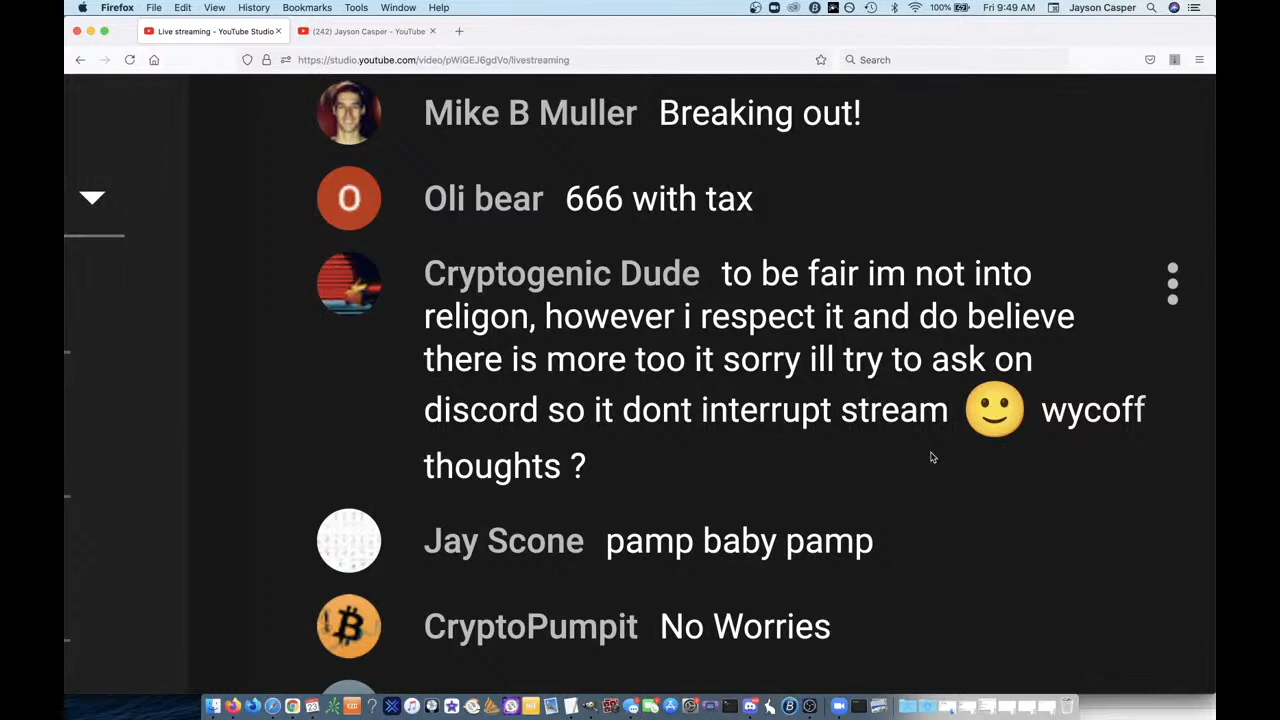 Firefox File Edit View History Bookmarks Tools Window Help 100% Fri 9:49 AM Jayson Casper
Live streaming - YouTube Studio (242) Jayson Casper - YouTube
https://studio.youtube.com/video/pWiGEJ6gdVo/livestreaming Search
Mike B Muller Breaking out!
Oli bear 666 with tax
O
Cryptogenic Dude to be fair im not into
religon, however i respect it and do believe
there is more too it sorry ill try to ask on
discord so it dont interrupt stream 🙂 wycoff
thoughts ?
Jay Scone pamp baby pamp
CryptoPumpit No Worries